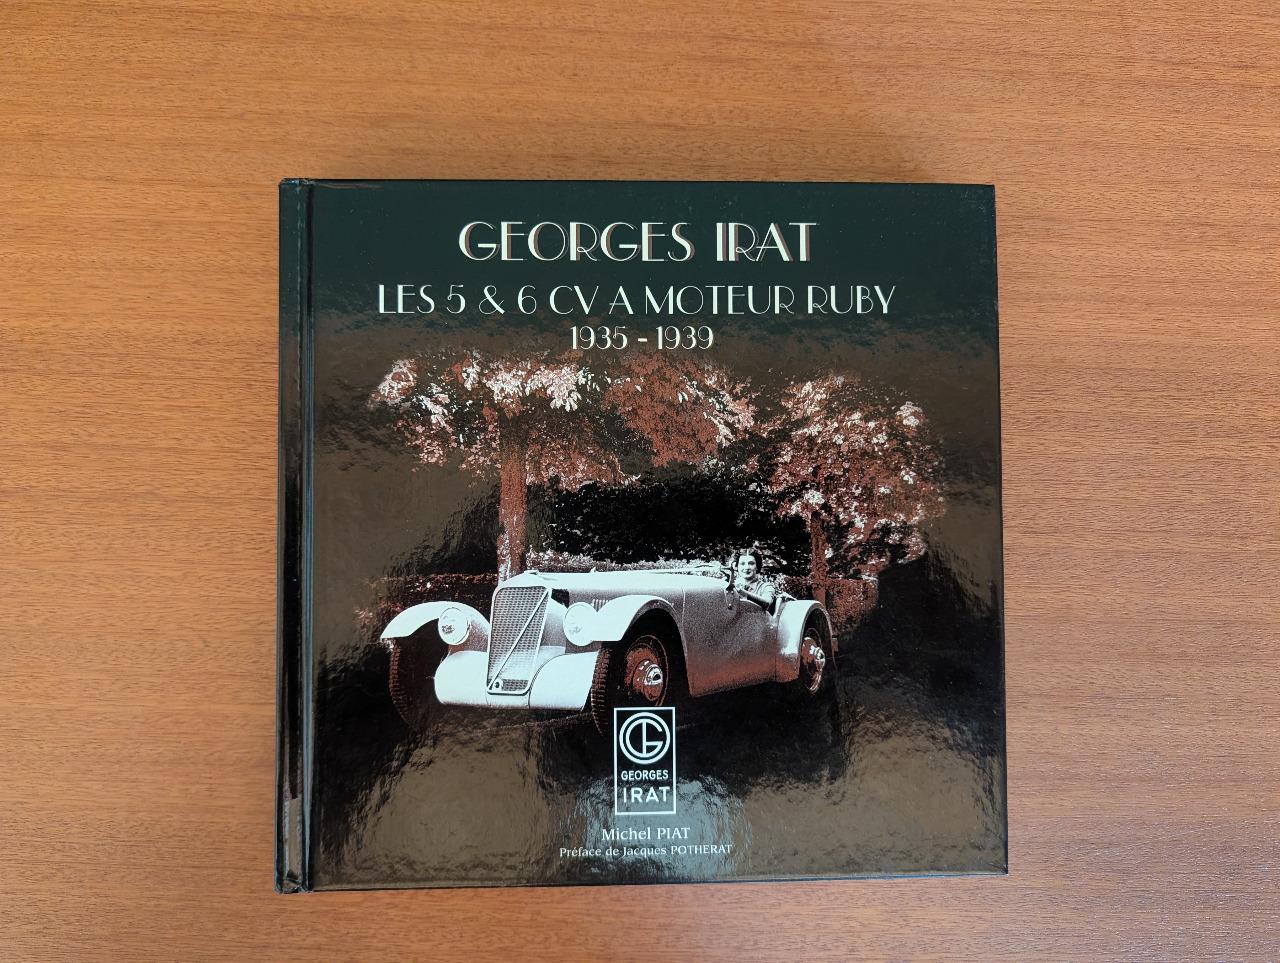 GEORGES IRAT
LES 5 & 6 CV A MOTEUR RUBY
1935 - 1939
GI
GEORGES
IRAT
Michel PIAT
Préface de Jacques POTHERAT